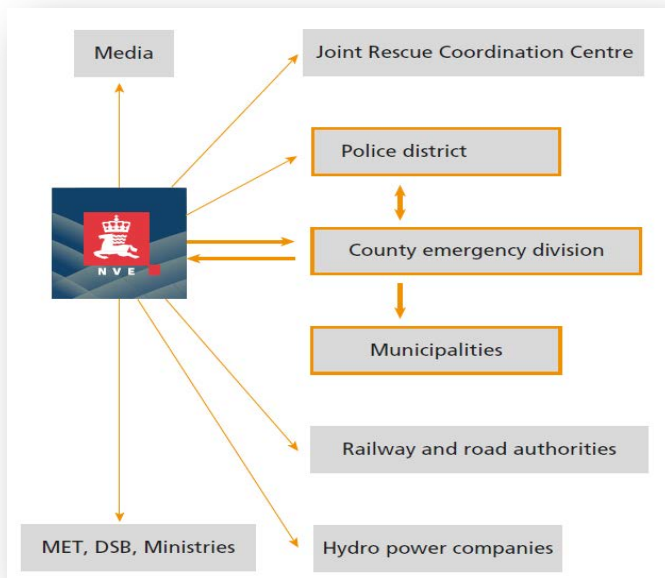 Media
Joint Rescue Coordination Centre
Police district
NVE
County emergency division
Municipalities
Railway and road authorities
MET, DSB, Ministries
Hydro power companies